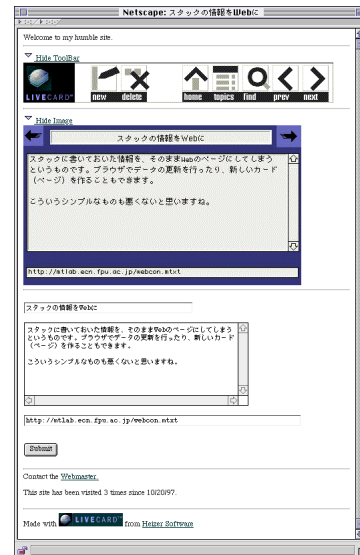 Netscape: スタックの情報をWebに
Welcome to my humble site.
Hide ToolBar
LIVECARD™ new delete home topics find prev next
Hide Image
スタックの情報をWebに
スタックに書いておいた情報を、そのままWebのページにしてしまう
というものです。ブラウザでデータの更新を行ったり、新しいカード
（ページ）を作ることもできます。
こういうシンプルなものも悪くないと思いますね。
http://mtlab.ecn.fpu.ac.jp/webcon.mtxt
スタックの情報をWebに
スタックに書いておいた情報を、そのままWebのページにしてしまう
というものです。ブラウザでデータの更新を行ったり、新しいカード
（ページ）を作ることもできます。
こういうシンプルなものも悪くないと思いますね。
http://mtlab.ecn.fpu.ac.jp/webcon.mtxt
Submit
Contact the Webmaster.
This site has been visited 3 times since 10/20/97.
Made with LIVECARD™ from Heizer Software